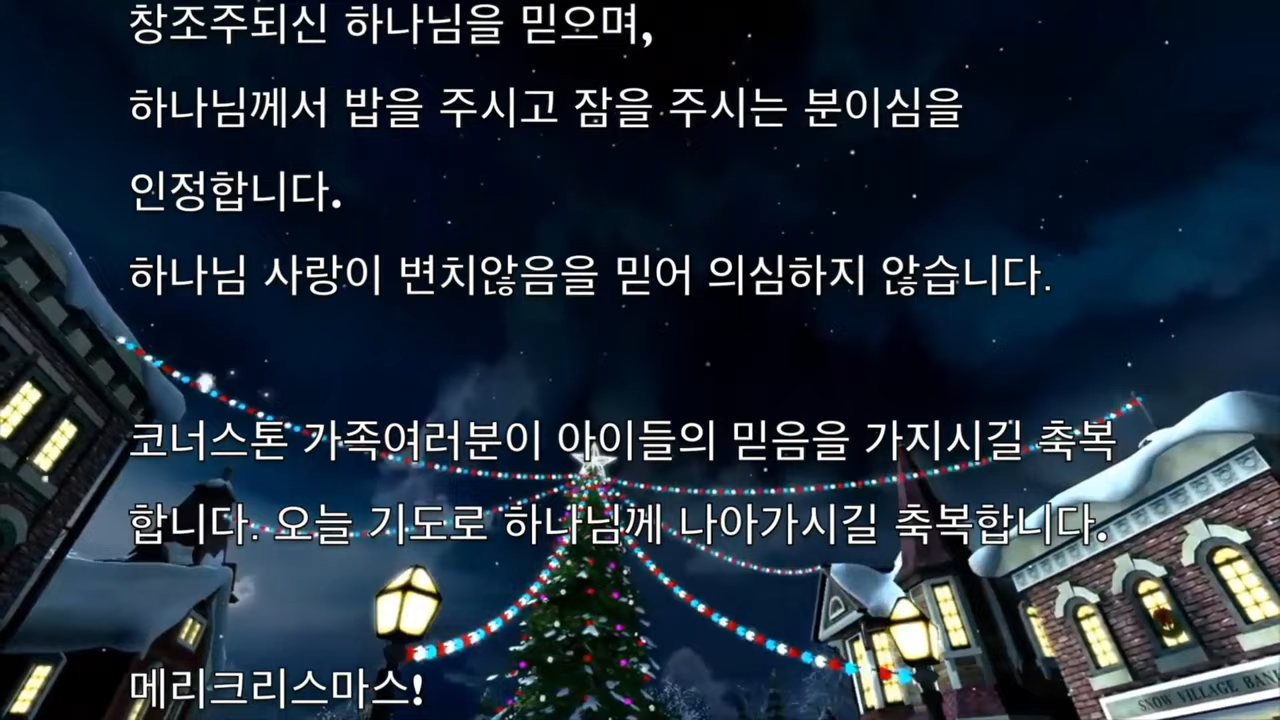 창조주되신 하나님을 믿으며,
하나님께서 밥을 주시고 잠을 주시는 분이심을
인정합니다.
하나님 사랑이 변치않음을 믿어 의심하지 않습니다.
코너스톤 가족여러분이 아이들의 믿음을 가지시길 축복
합니다. 오늘 기도로 하나님께 나아가시길 축복합니다.
메리크리스마스!
SNOW VILLAGE BANK